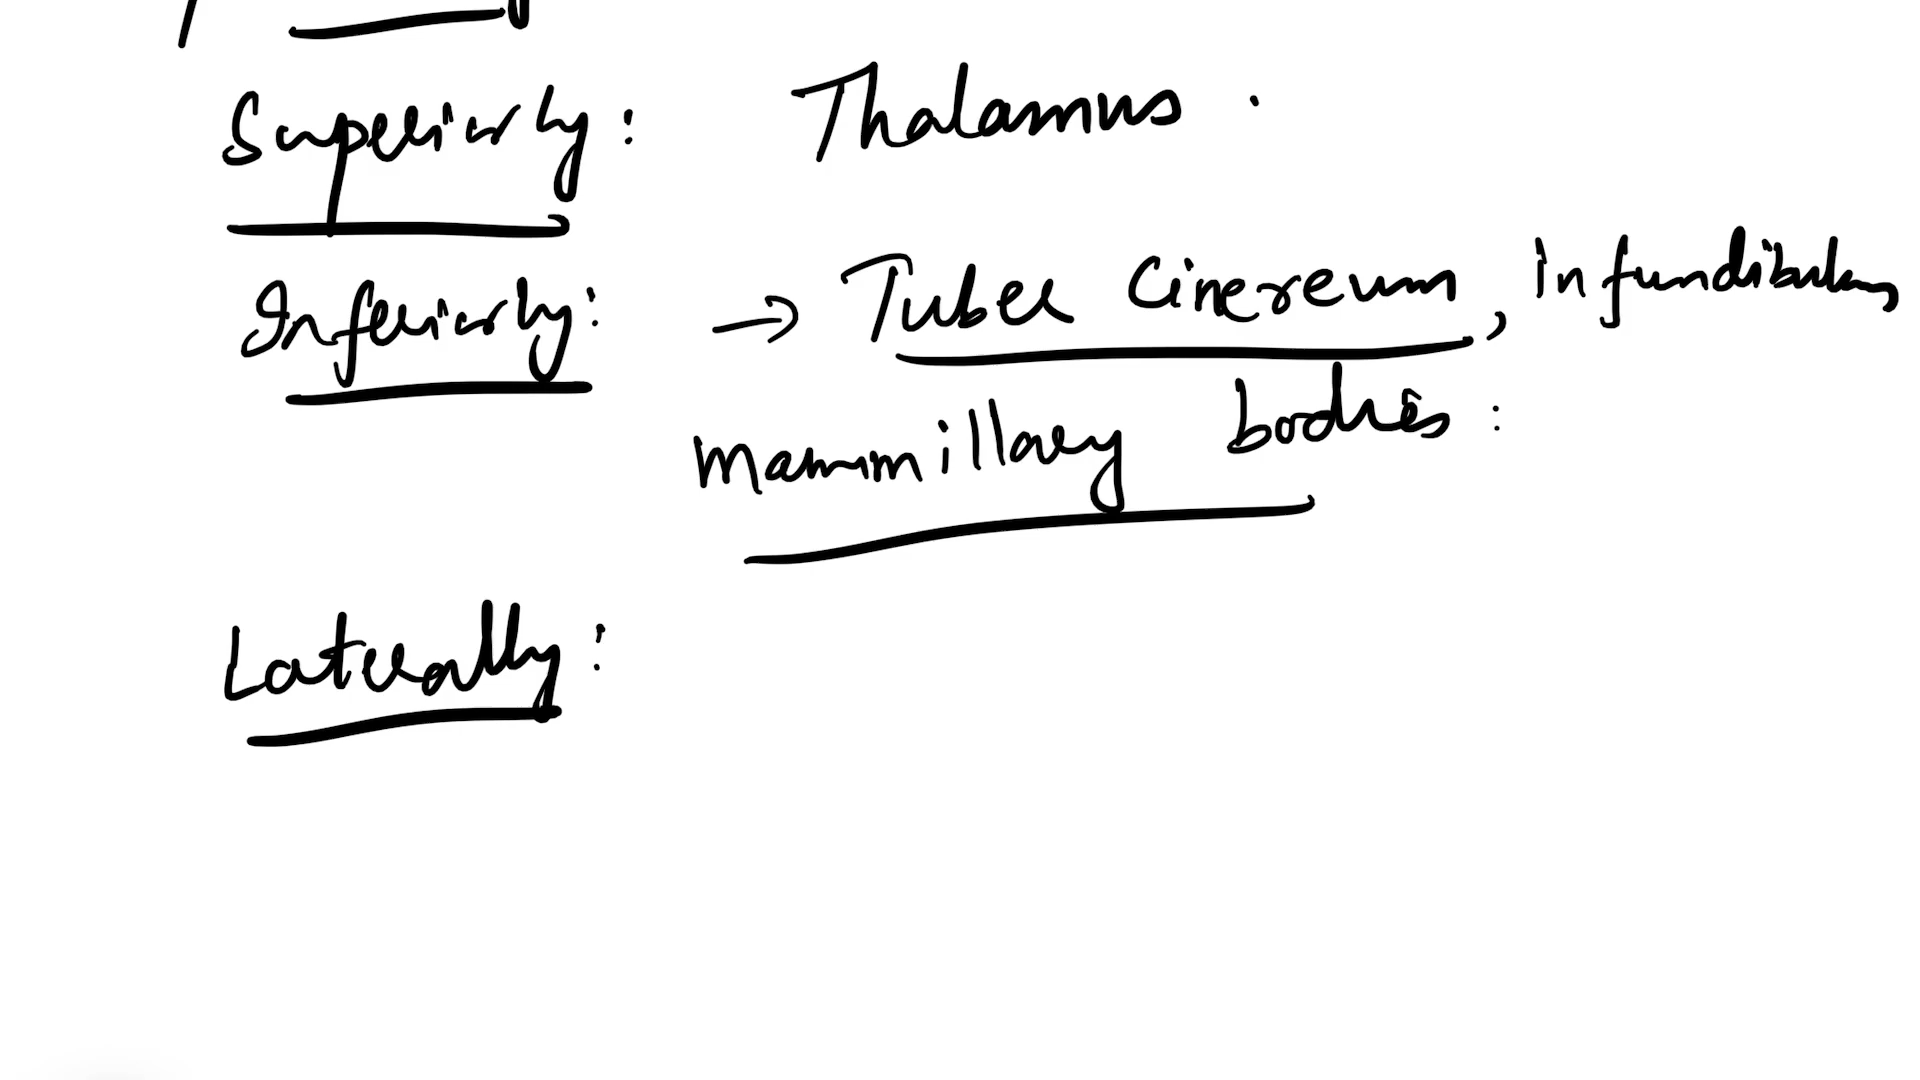 Superiorly: Thalamus.
Inferiorly: → Tuber Cinereum, infundibulum
mammillary bodies:
Laterally: